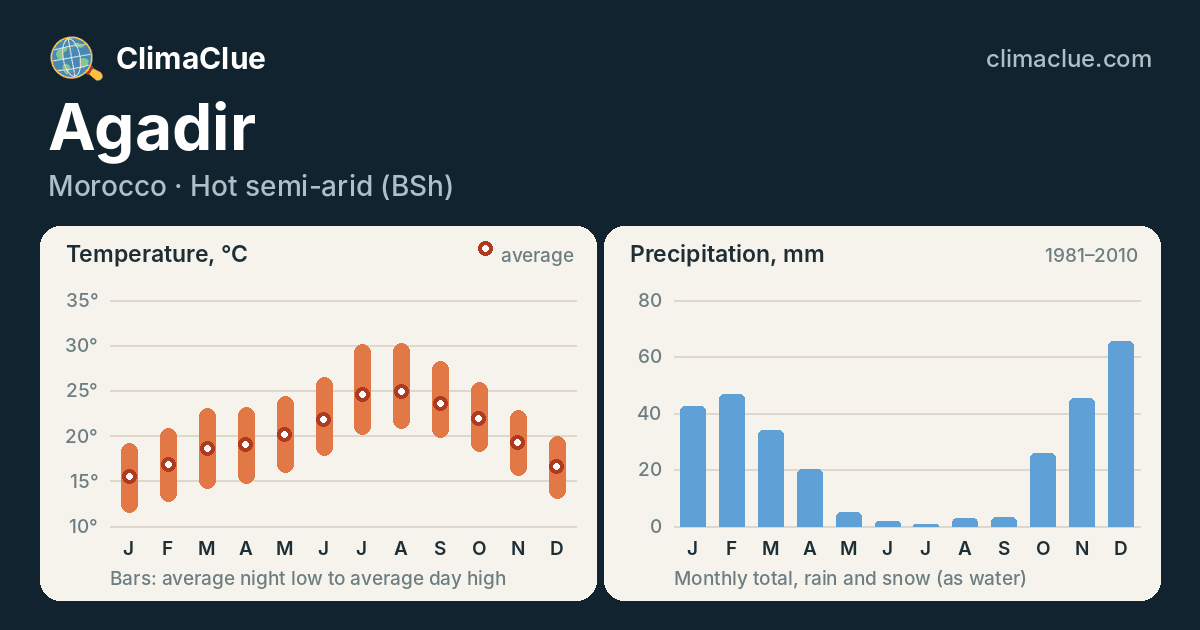 ClimaClue
climaclue.com
Agadir
Morocco · Hot semi-arid (BSh)
Temperature, °C
average
35°
30°
25°
20°
15°
10°
J F M A M J J A S O N D
Bars: average night low to average day high
Precipitation, mm
1981–2010
80
60
40
20
0
J F M A M J J A S O N D
Monthly total, rain and snow (as water)